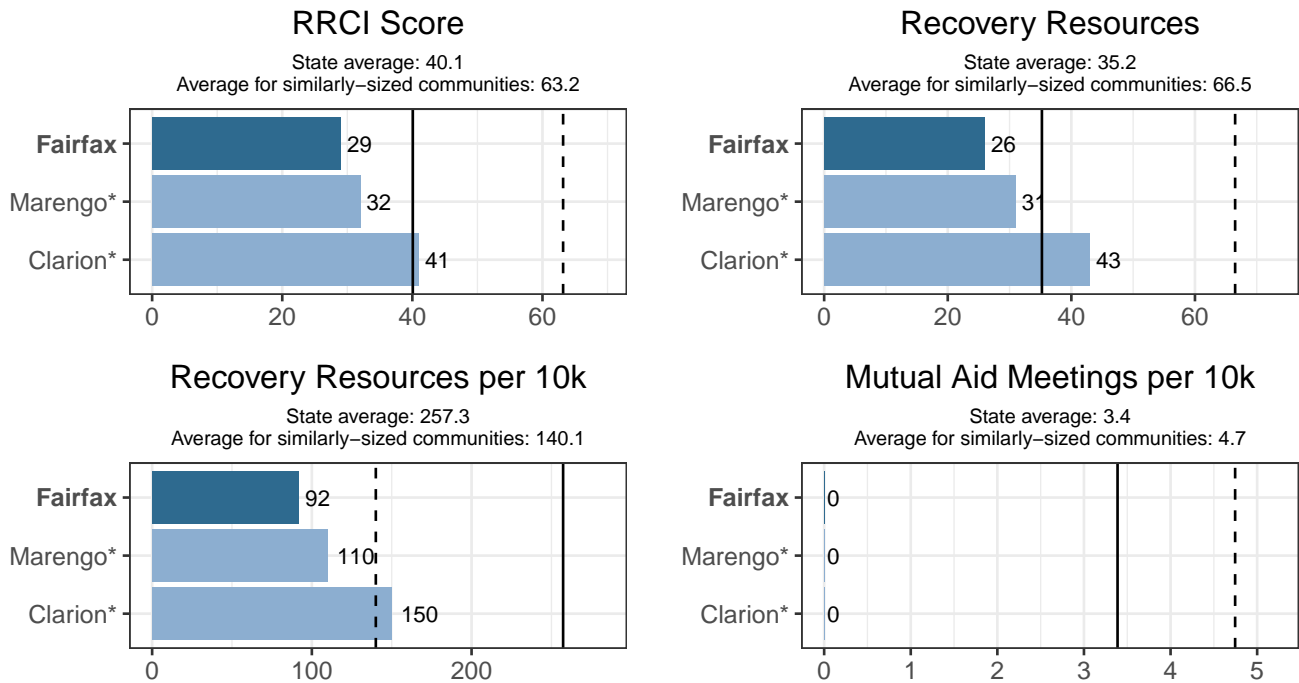 RRCI Score
State average: 40.1
Average for similarly−sized communities: 63.2
Fairfax
29
Marengo*
32
Clarion*
41
0 20 40 60
Recovery Resources
State average: 35.2
Average for similarly−sized communities: 66.5
Fairfax
26
Marengo*
31
Clarion*
43
0 20 40 60
Recovery Resources per 10k
State average: 257.3
Average for similarly−sized communities: 140.1
Fairfax
92
Marengo*
110
Clarion*
150
0 100 200
Mutual Aid Meetings per 10k
State average: 3.4
Average for similarly−sized communities: 4.7
Fairfax
0
Marengo*
0
Clarion*
0
0 1 2 3 4 5